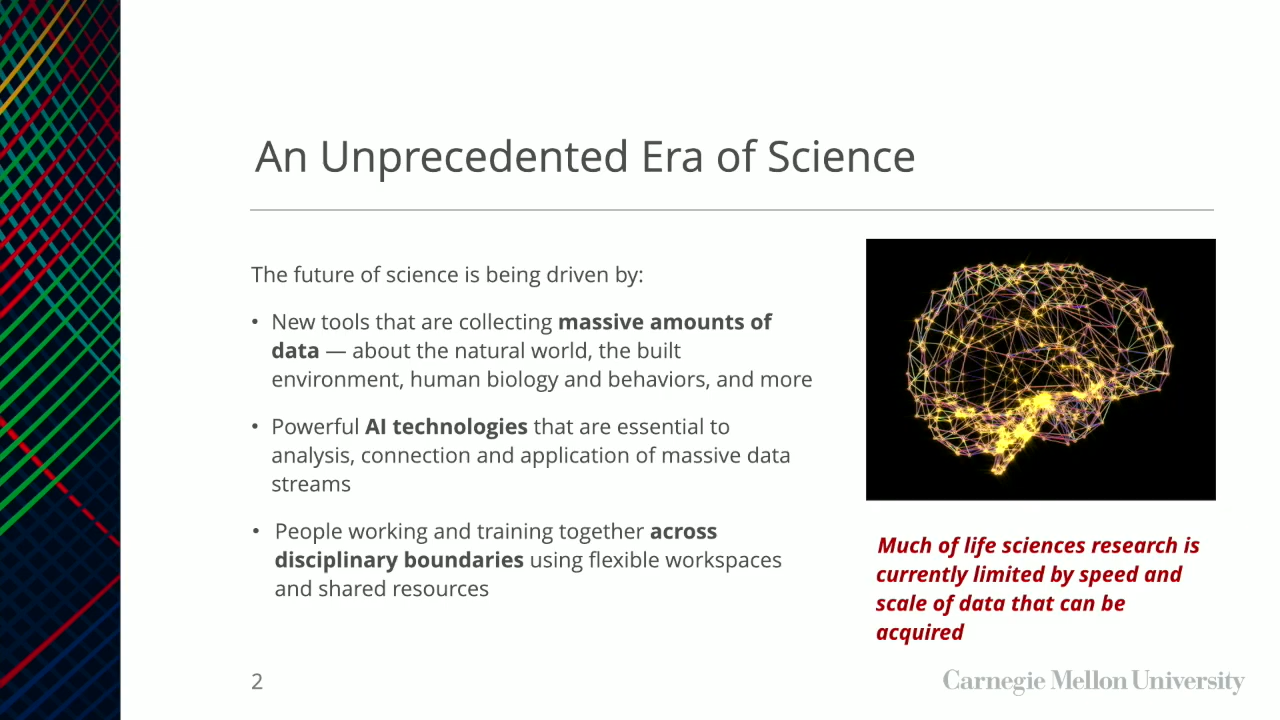 An Unprecedented Era of Science
The future of science is being driven by:
• New tools that are collecting massive amounts of
data — about the natural world, the built
environment, human biology and behaviors, and more
• Powerful AI technologies that are essential to
analysis, connection and application of massive data
streams
• People working and training together across
disciplinary boundaries using flexible workspaces
and shared resources
Much of life sciences research is
currently limited by speed and
scale of data that can be
acquired
2
Carnegie Mellon University